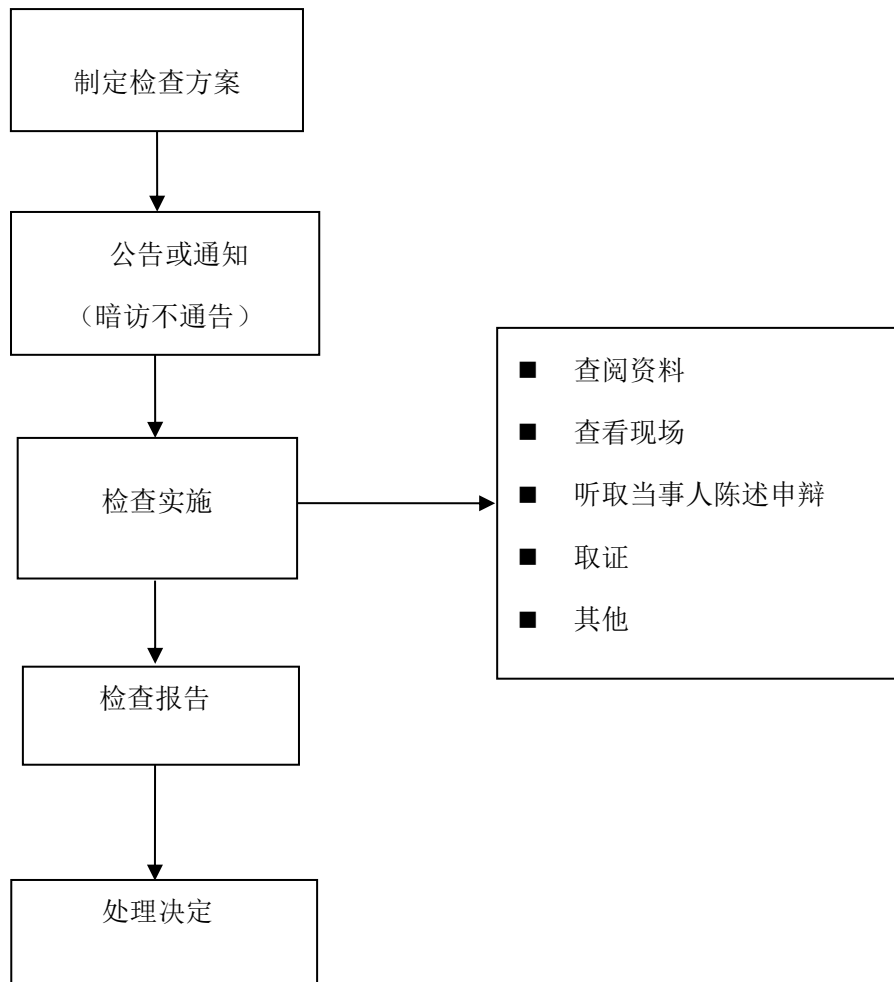 制定检查方案
公告或通知
（暗访不通告）
■ 查阅资料
■ 查看现场
检查实施
■ 听取当事人陈述申辩
■ 取证
■ 其他
检查报告
处理决定